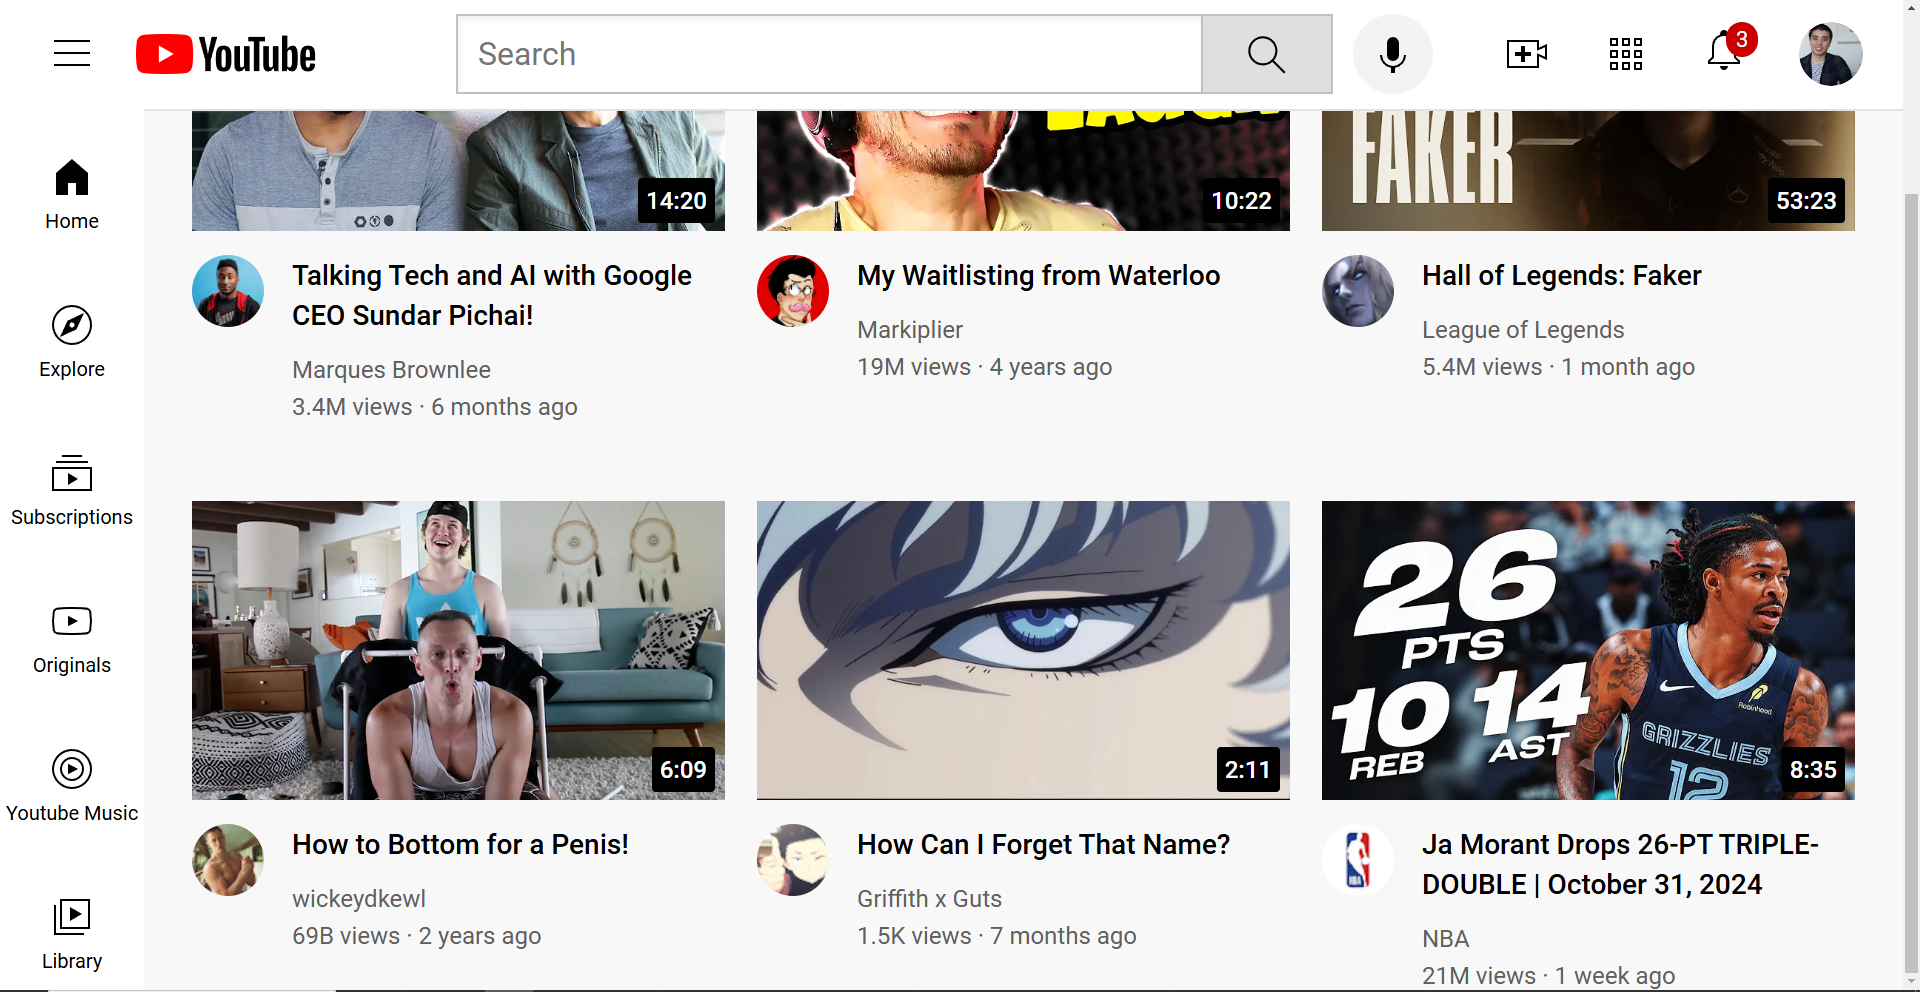 YouTube
Search
3
Home
Explore
Subscriptions
Originals
Youtube Music
Library
14:20
Talking Tech and AI with Google
CEO Sundar Pichai!
Marques Brownlee
3.4M views · 6 months ago
10:22
My Waitlisting from Waterloo
Markiplier
19M views · 4 years ago
FAKER
53:23
Hall of Legends: Faker
League of Legends
5.4M views · 1 month ago
6:09
How to Bottom for a Penis!
wickeydkewl
69B views · 2 years ago
2:11
How Can I Forget That Name?
Griffith x Guts
1.5K views · 7 months ago
26
PTS
10
REB
14
AST
Robinhood
GRIZZLIES
12
8:35
NBA
Ja Morant Drops 26-PT TRIPLE-
DOUBLE | October 31, 2024
NBA
21M views · 1 week ago